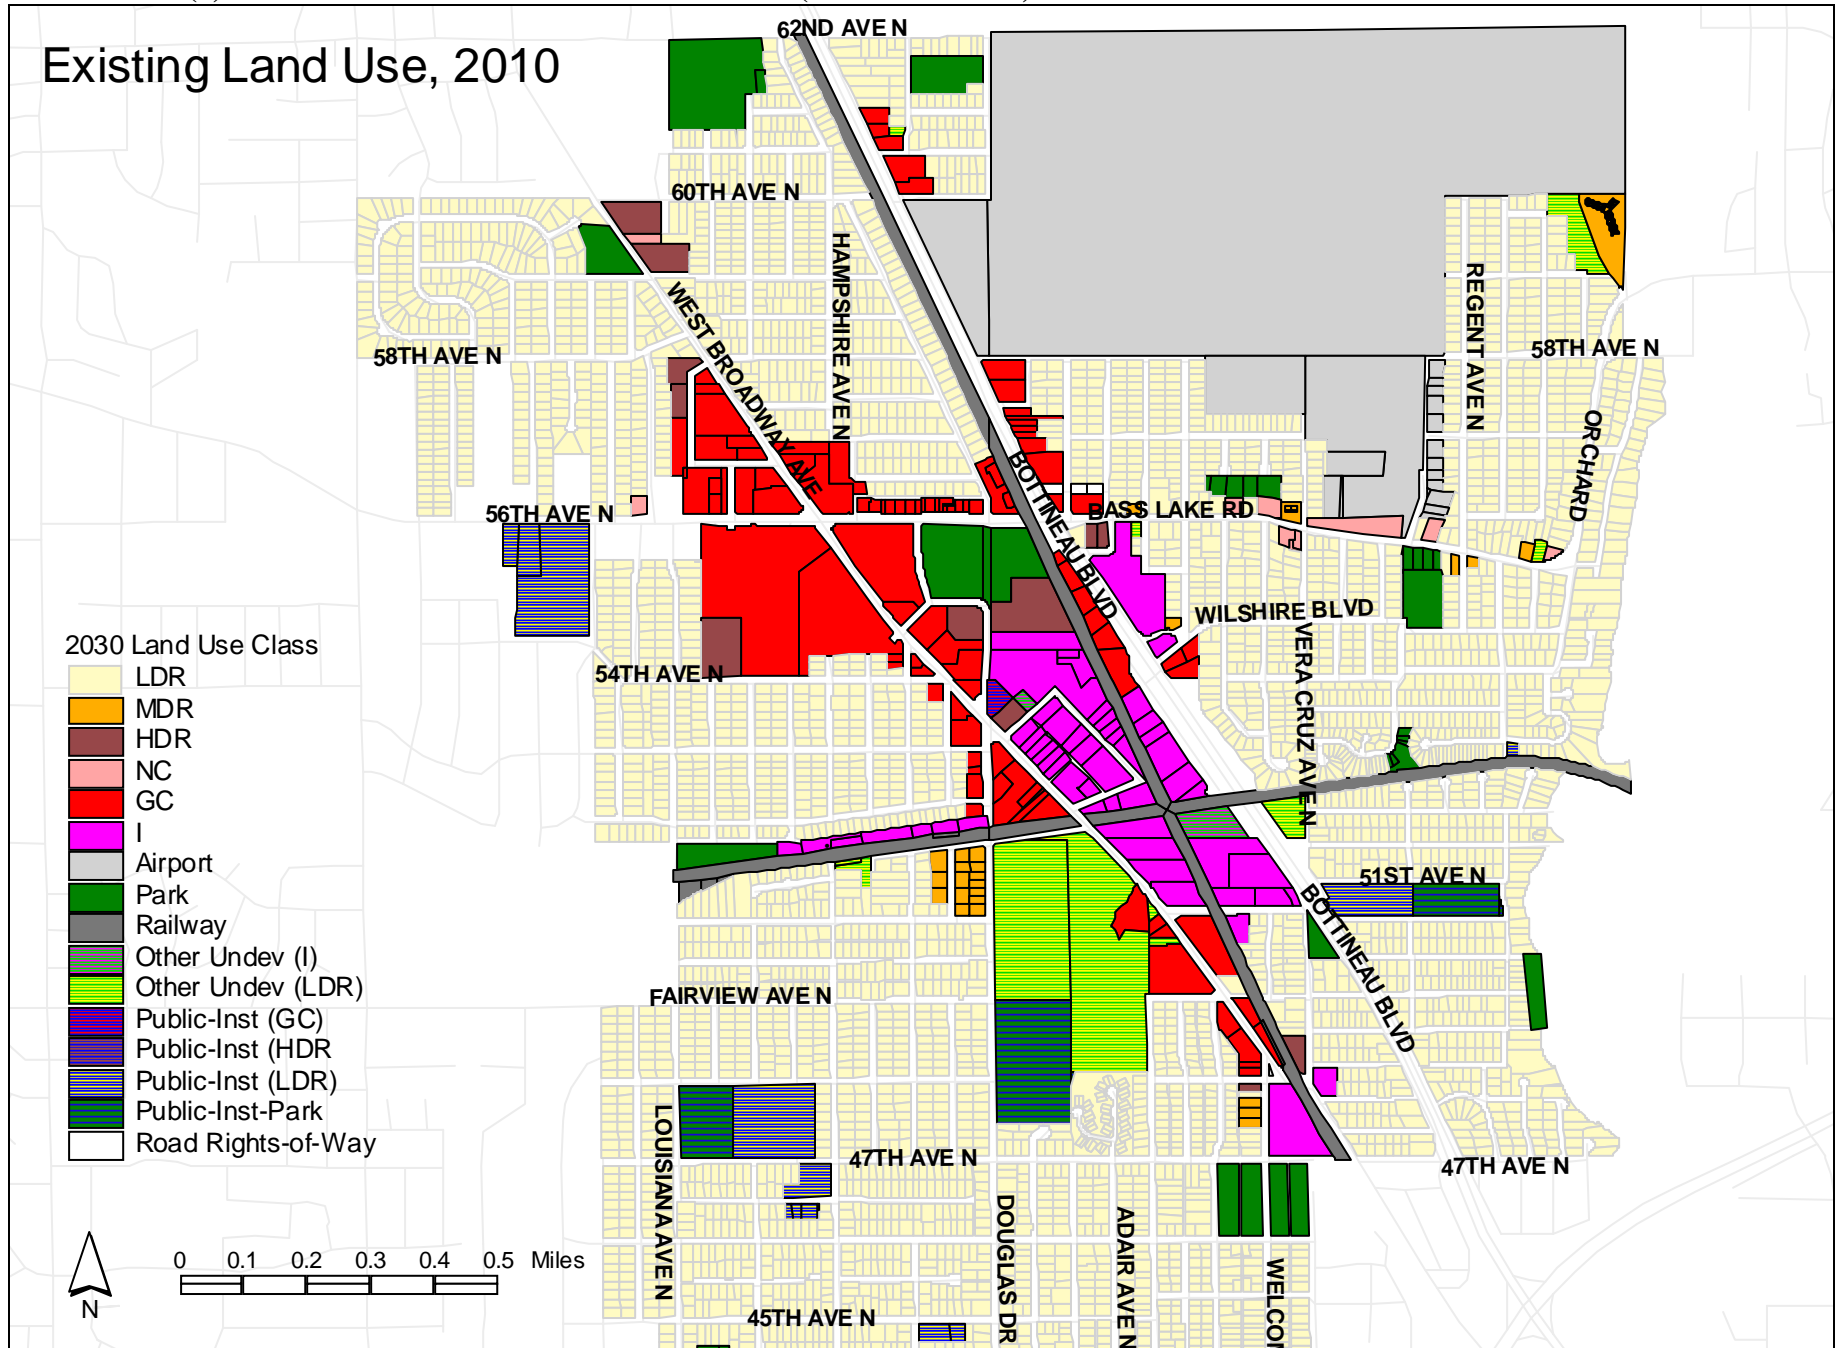 62ND AVE N
Existing Land Use, 2010
60TH AVE N
HAMPSHIRE AVE N
REGENT AVE N
WEST BROADWAY AVE
58TH AVE N
58TH AVE N
ORCHARD
BOTTINEAU BLVD
56TH AVE N
BASS LAKE RD
WILSHIRE BLVD
VERA CRUZ AVE N
54TH AVE N
2030 Land Use Class
LDR
MDR
HDR
NC
GC
I
Airport
Park
Railway
Other Undev (I)
Other Undev (LDR)
Public-Inst (GC)
Public-Inst (HDR
Public-Inst (LDR)
Public-Inst-Park
Road Rights-of-Way
51ST AVE N
BOTTINEAU BLVD
FAIRVIEW AVE N
LOUISIANA AVE N
47TH AVE N
47TH AVE N
DOUGLAS DR
ADAIR AVE N
WELCOM
0 0.1 0.2 0.3 0.4 0.5 Miles
N
45TH AVE N